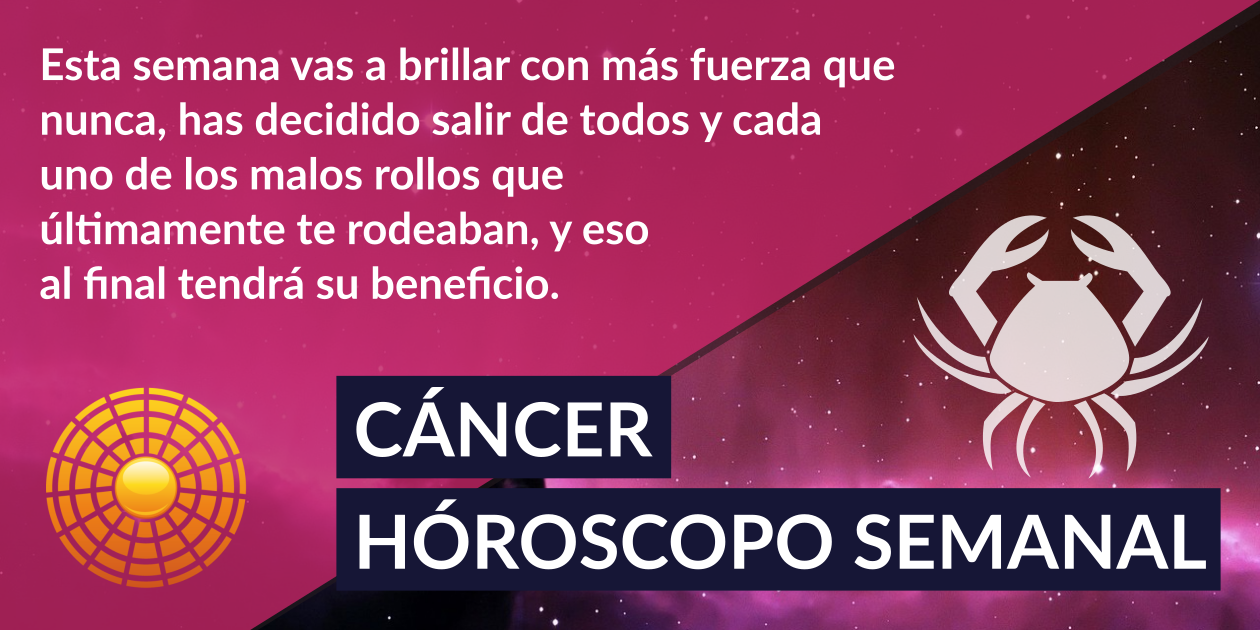 Esta semana vas a brillar con más fuerza que
nunca, has decidido salir de todos y cada
uno de los malos rollos que
últimamente te rodeaban, y eso
al final tendrá su beneficio.
CÁNCER
HÓROSCOPO SEMANAL